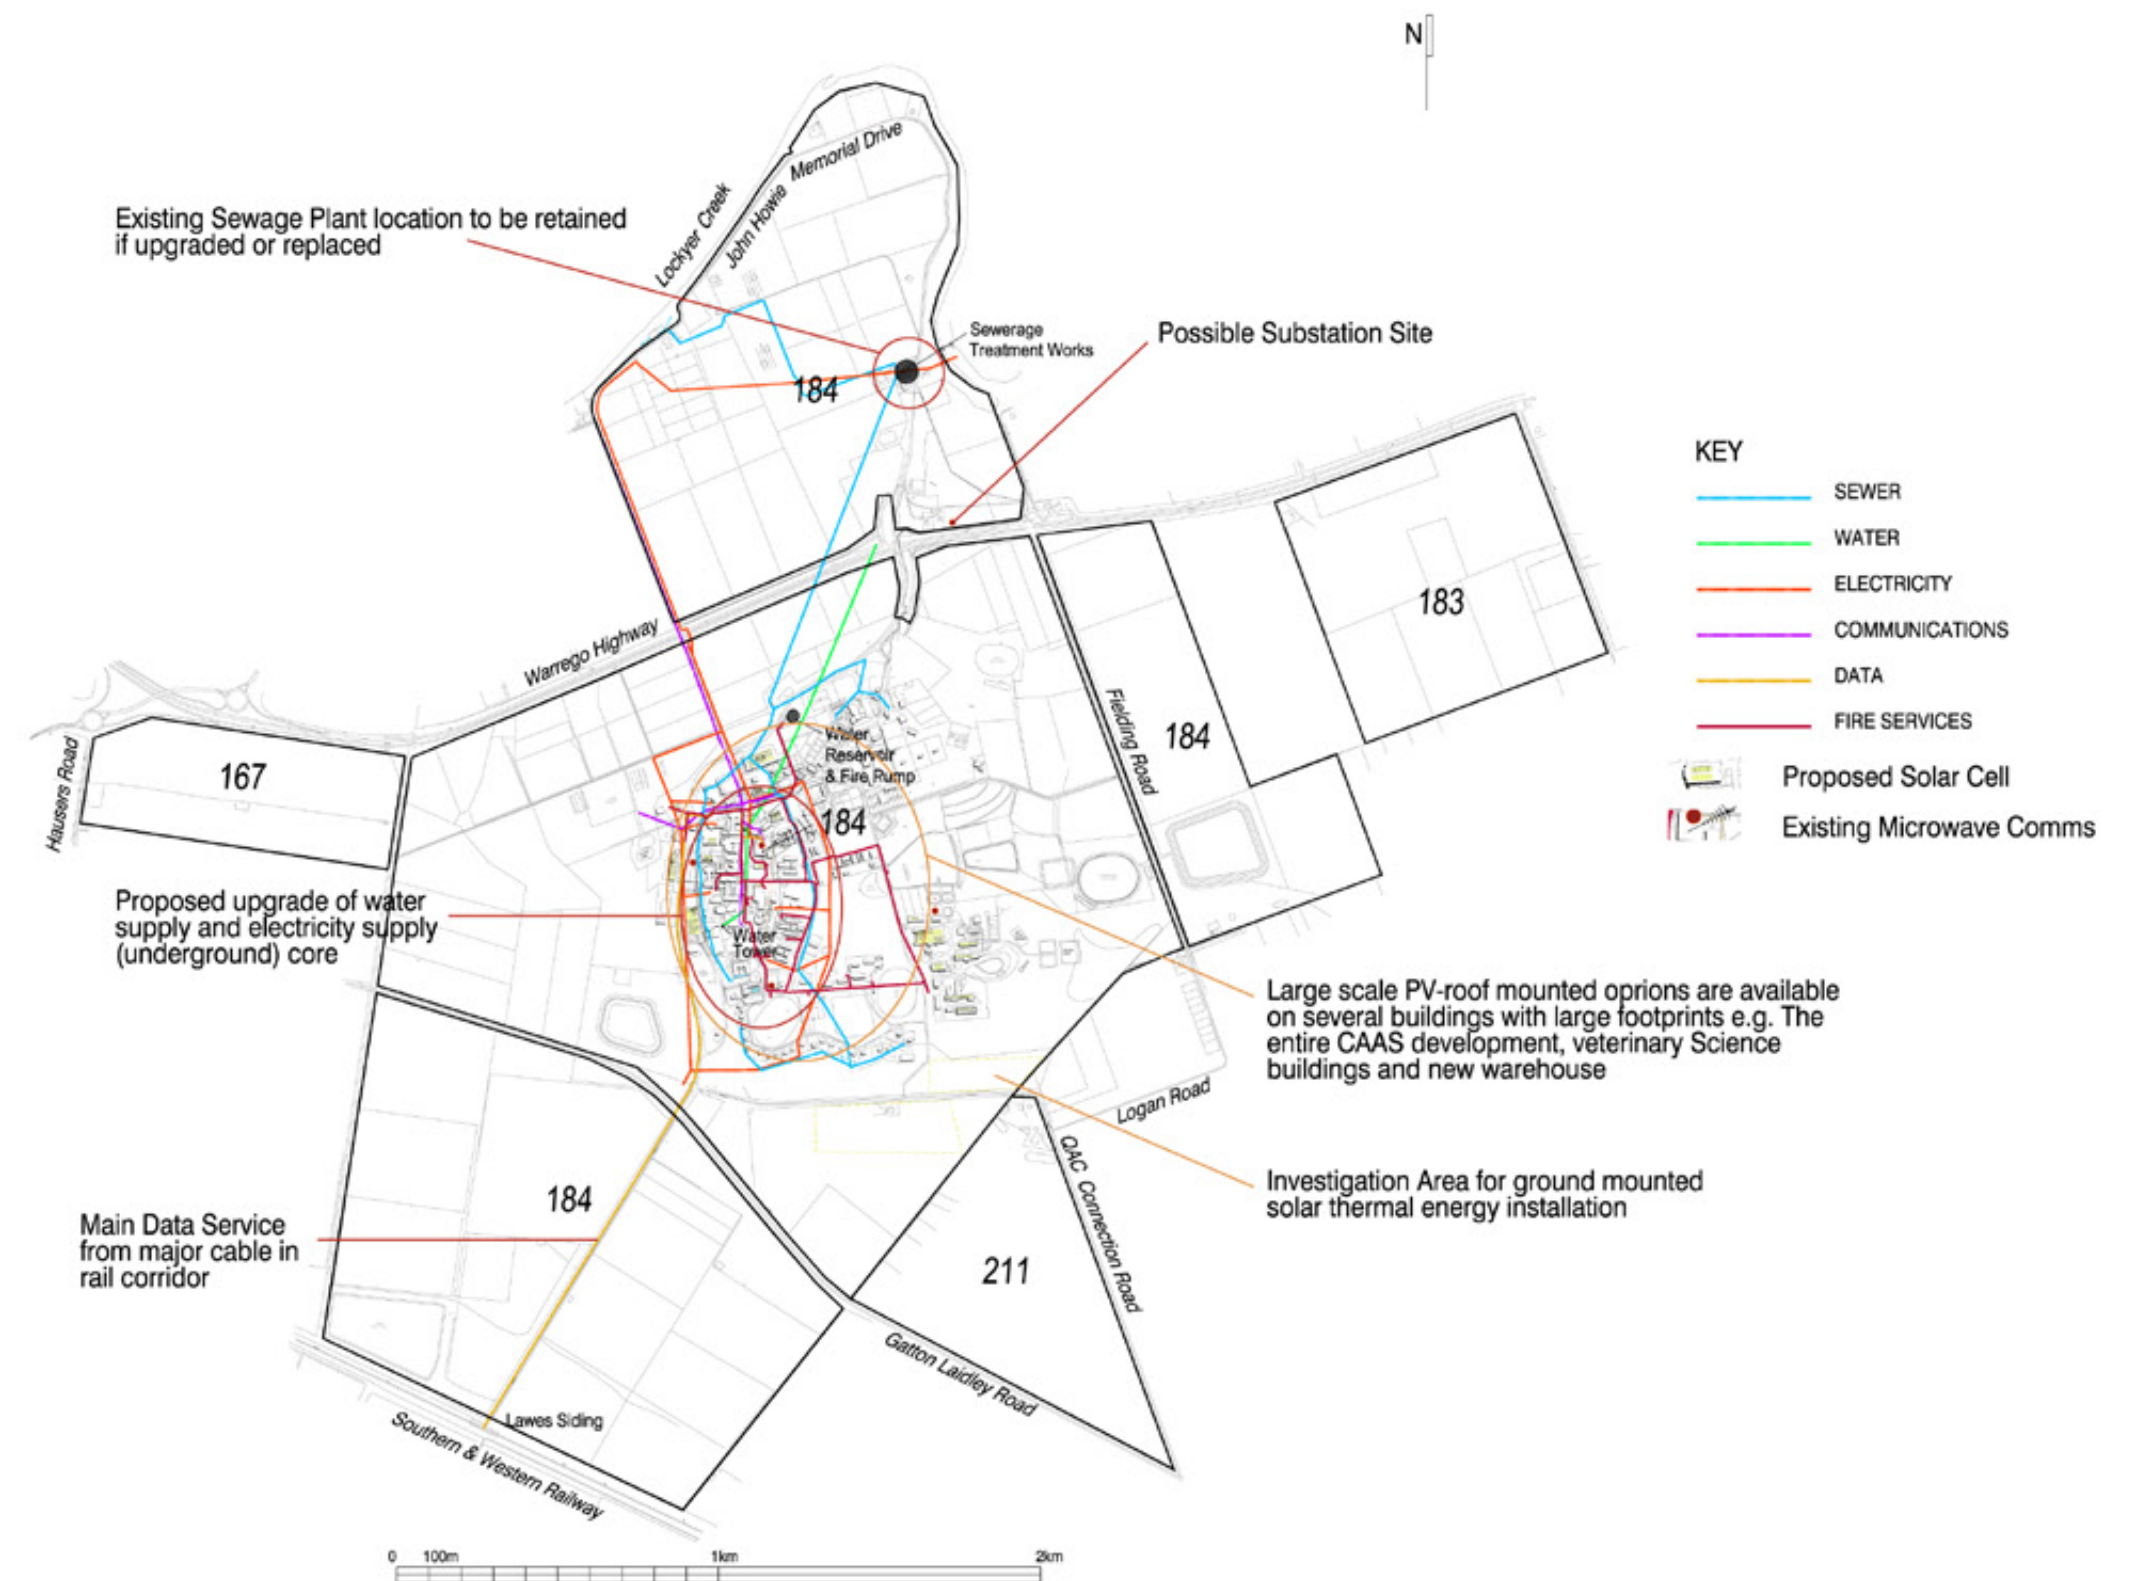 N
Memorial Drive
John Howie
Lockyer Creek
Existing Sewage Plant location to be retained
if upgraded or replaced
Sewerage
Treatment Works
Possible Substation Site
184
KEY
SEWER
WATER
ELECTRICITY
COMMUNICATIONS
DATA
FIRE SERVICES
Proposed Solar Cell
Existing Microwave Comms
183
Warrego Highway
Fielding Road
184
Hausers Road
167
Water
Reservoir
& Fire Pump
184
Proposed upgrade of water
supply and electricity supply
(underground) core
Water
Tower
Large scale PV-roof mounted oprions are available
on several buildings with large footprints e.g. The
entire CAAS development, veterinary Science
buildings and new warehouse
Logan Road
QAC Connection Road
Investigation Area for ground mounted
solar thermal energy installation
184
Main Data Service
from major cable in
rail corridor
211
Gatton Laidley Road
Lawes Siding
Southern & Western Railway
0 100m 1km 2km